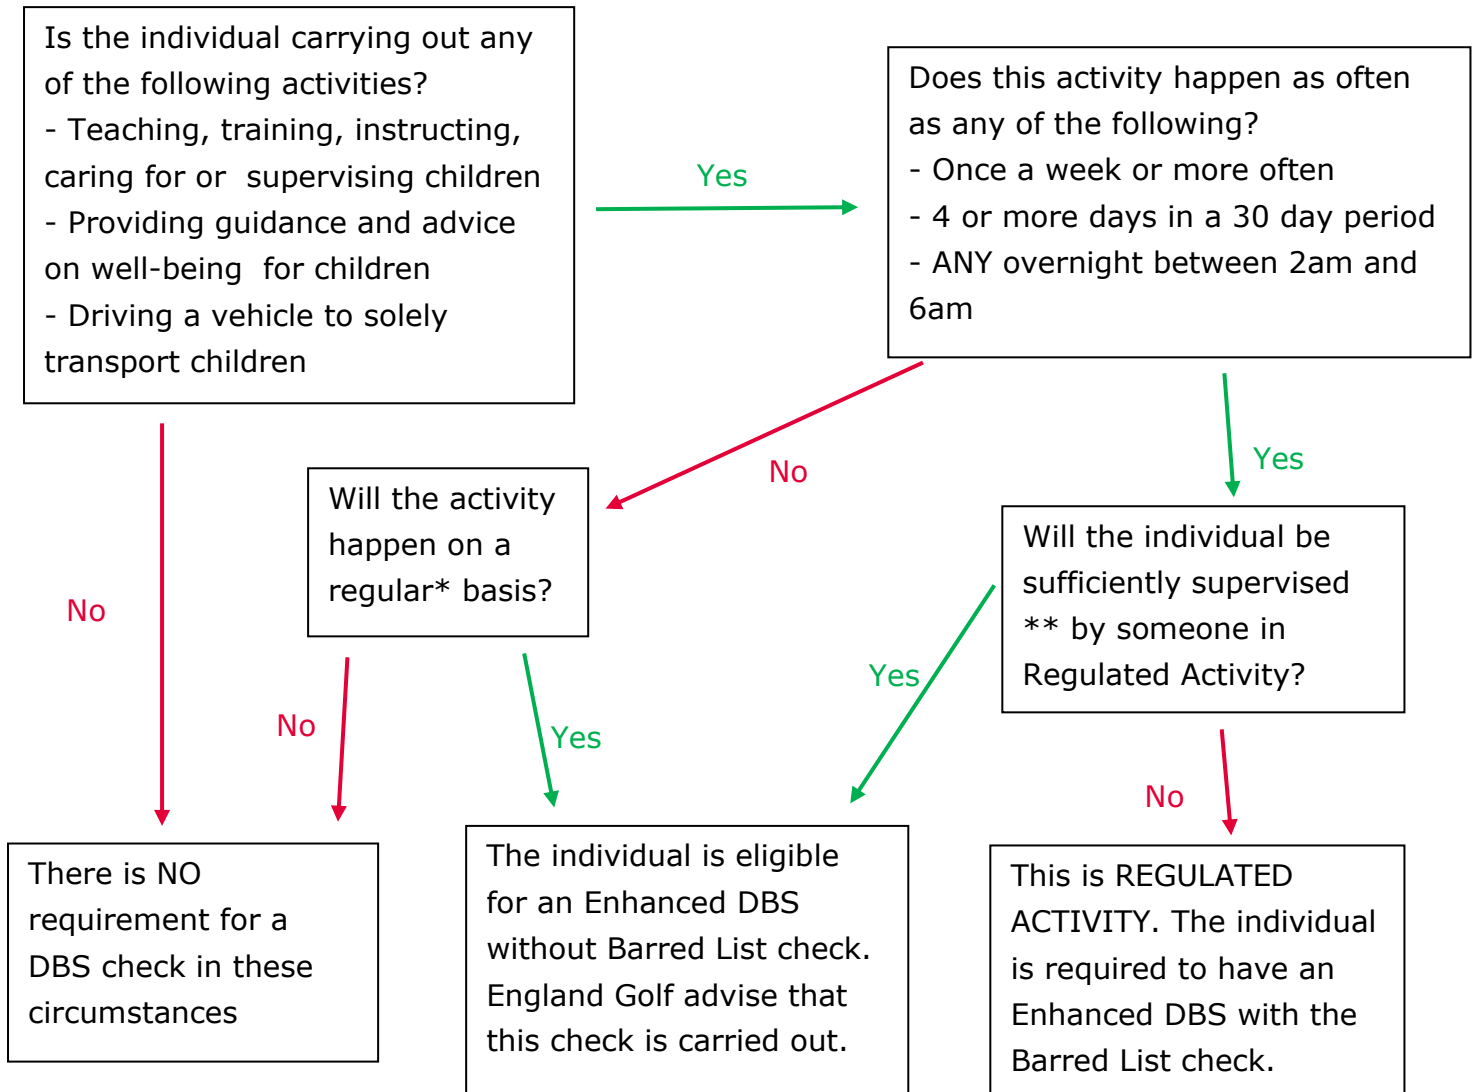 Is the individual carrying out any
of the following activities?
- Teaching, training, instructing,
caring for or  supervising children
- Providing guidance and advice
on well-being  for children
- Driving a vehicle to solely
transport children
Yes
Does this activity happen as often
as any of the following?
- Once a week or more often
- 4 or more days in a 30 day period
- ANY overnight between 2am and
6am
No
No
Yes
Will the activity
happen on a
regular* basis?
Will the individual be
sufficiently supervised
** by someone in
Regulated Activity?
No
Yes
Yes
No
There is NO
requirement for a
DBS check in these
circumstances
The individual is eligible
for an Enhanced DBS
without Barred List check.
England Golf advise that
this check is carried out.
This is REGULATED
ACTIVITY. The individual
is required to have an
Enhanced DBS with the
Barred List check.